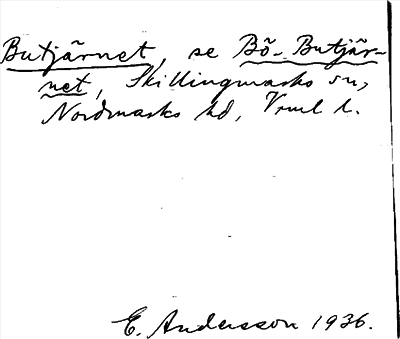 Butjärnet, se Bö-Butjär-
net, Skillingmarks sn,
Nordmarks hd, Vrml l.
E. Andersson 1936.